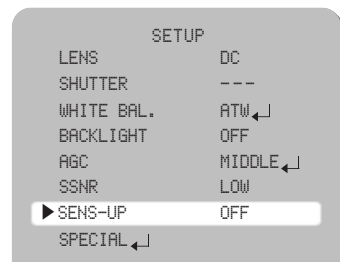 SETUP
LENS DC
SHUTTER ---
WHITE BAL. ATW↵
BACKLIGHT OFF
AGC MIDDLE↵
SSNR LOW
▶SENS-UP OFF
SPECIAL↵